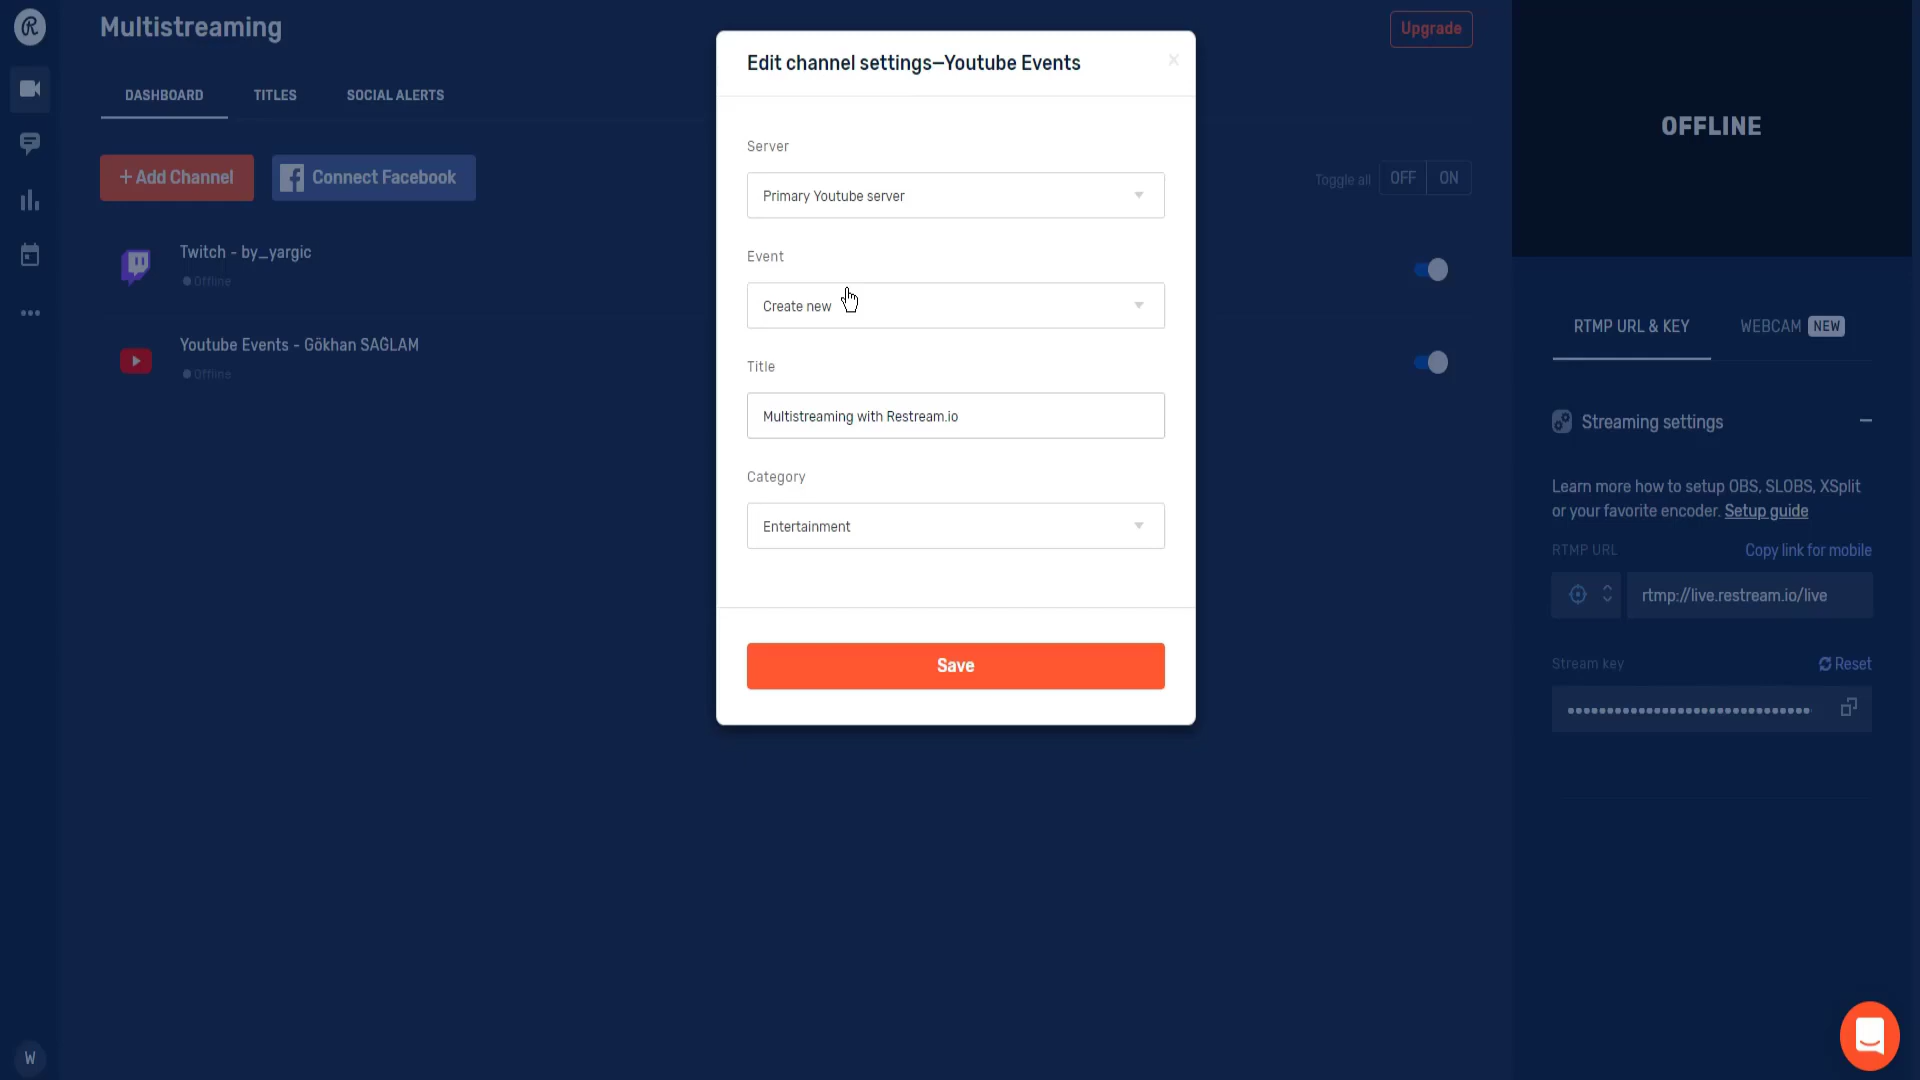 Multistreaming
Upgrade
DASHBOARD
TITLES
SOCIAL ALERTS
+ Add Channel
Connect Facebook
Toggle all
OFF
ON
Twitch - by_yargic
Offline
Youtube Events - Gökhan SAĞLAM
Offline
W
Edit channel settings–Youtube Events
Server
Primary Youtube server
Event
Create new
Title
Multistreaming with Restream.io
Category
Entertainment
Save
OFFLINE
RTMP URL & KEY
WEBCAM NEW
Streaming settings
Learn more how to setup OBS, SLOBS, XSplit
or your favorite encoder. Setup guide
RTMP URL
Copy link for mobile
rtmp://live.restream.io/live
Stream key
Reset